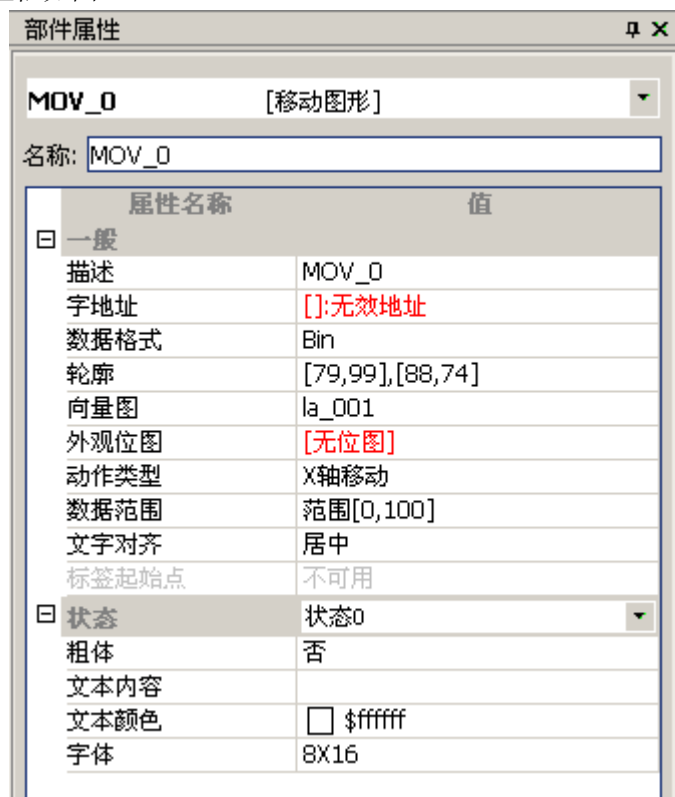 部件属性
MOV_0 [移动图形]
名称: MOV_0
属性名称 值
一般
描述 MOV_0
字地址 []:无效地址
数据格式 Bin
轮廓 [79,99],[88,74]
向量图 la_001
外观位图 [无位图]
动作类型 X轴移动
数据范围 范围[0,100]
文字对齐 居中
标签起始点 不可用
状态 状态0
粗体 否
文本内容
文本颜色 $ffffff
字体 8X16